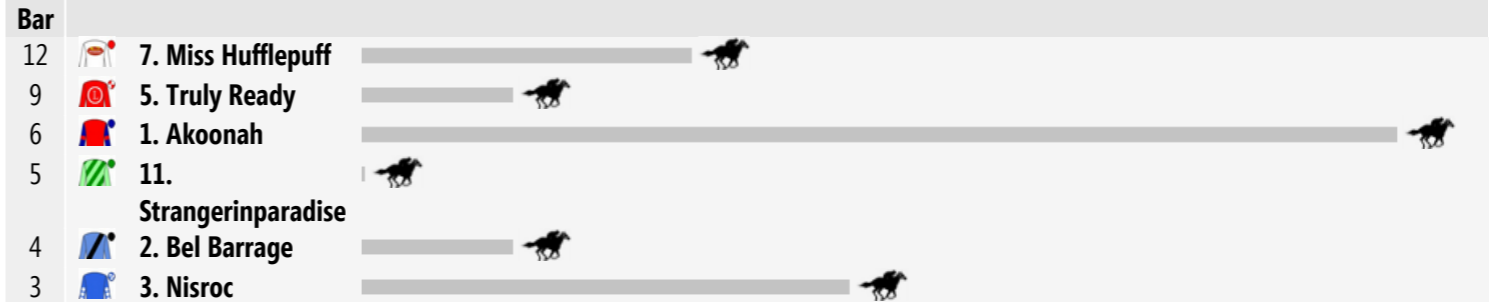 Bar
12 7. Miss Hufflepuff
9 5. Truly Ready
6 1. Akoonah
5 11.
Strangerinparadise
4 2. Bel Barrage
3 3. Nisroc